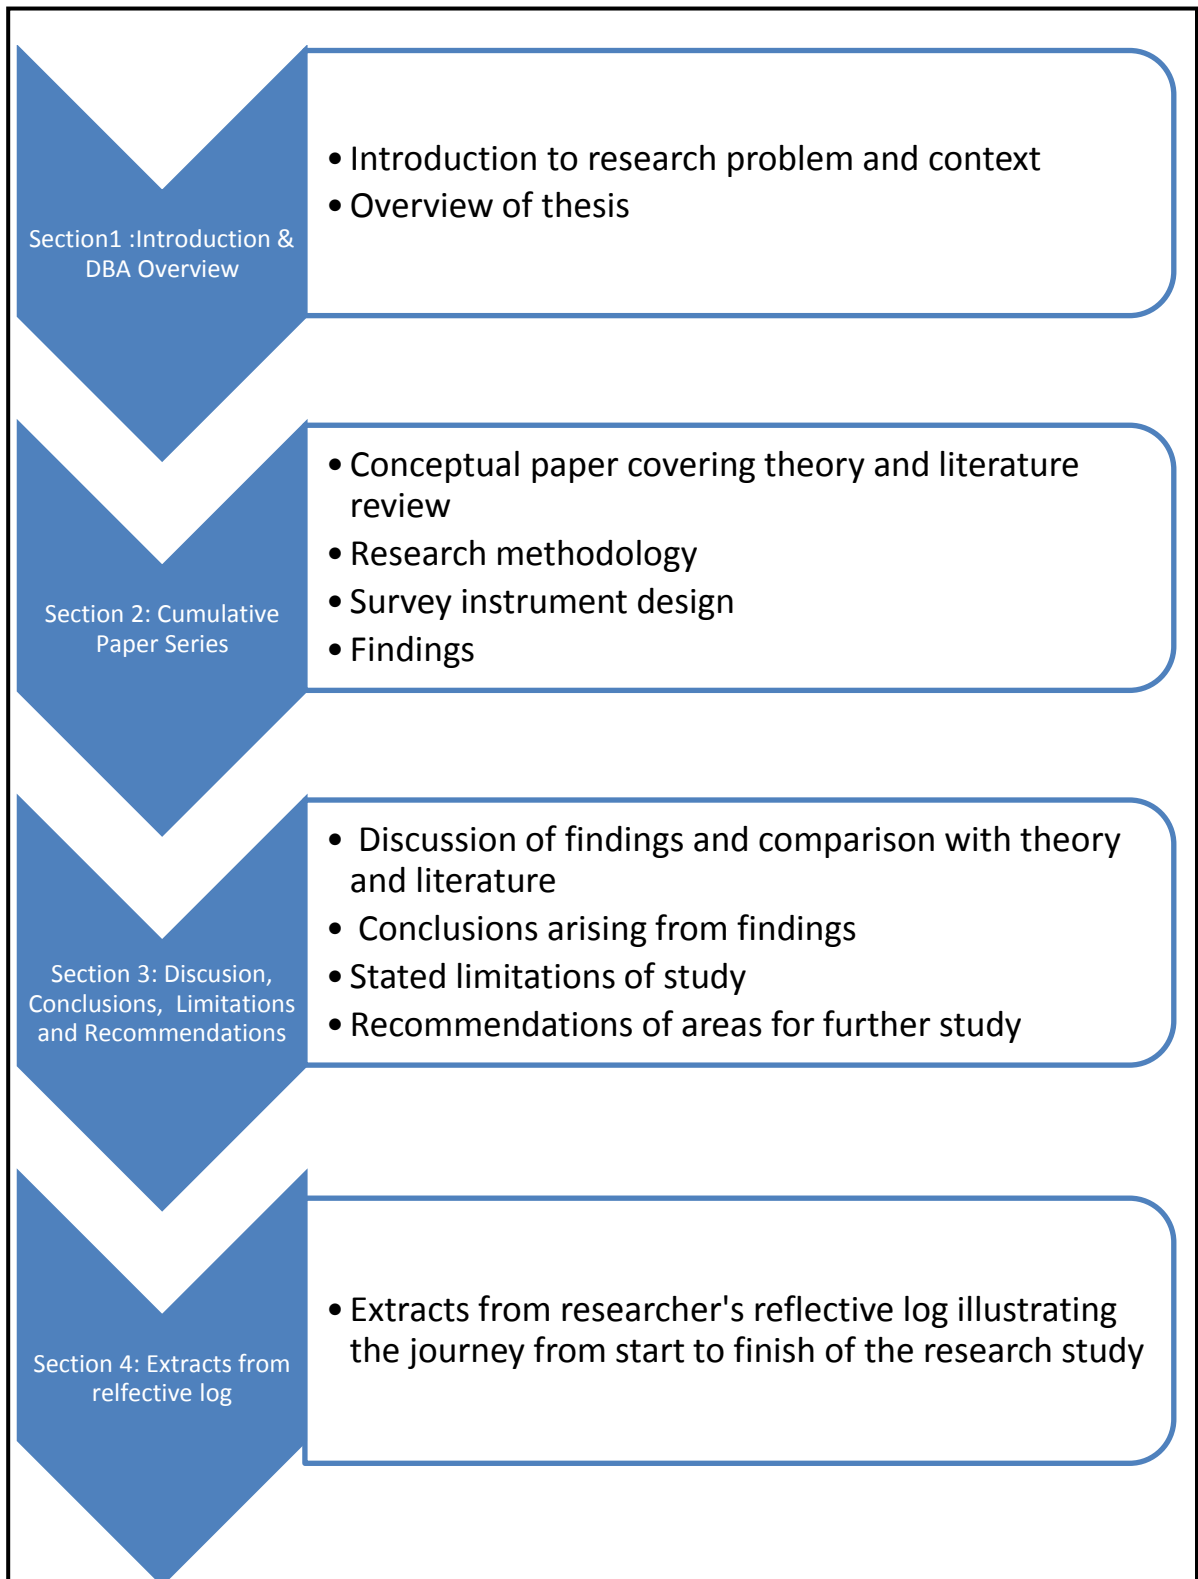 Section1 :Introduction &
DBA Overview
• Introduction to research problem and context
• Overview of thesis
Section 2: Cumulative
Paper Series
• Conceptual paper covering theory and literature
review
• Research methodology
• Survey instrument design
• Findings
Section 3: Discusion,
Conclusions,  Limitations
and Recommendations
•  Discussion of findings and comparison with theory
and literature
•  Conclusions arising from findings
• Stated limitations of study
• Recommendations of areas for further study
Section 4: Extracts from
relfective log
• Extracts from researcher's reflective log illustrating
the journey from start to finish of the research study